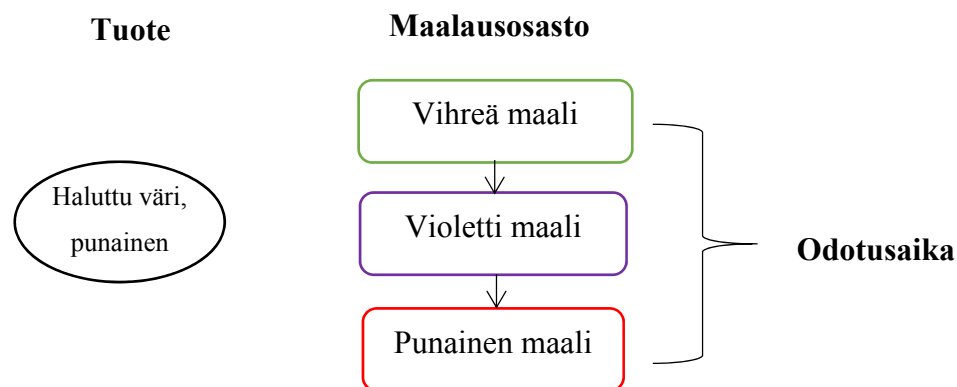 Tuote
Maalausosasto
Vihreä maali
Haluttu väri,
punainen
Violetti maali
Odotusaika
Punainen maali